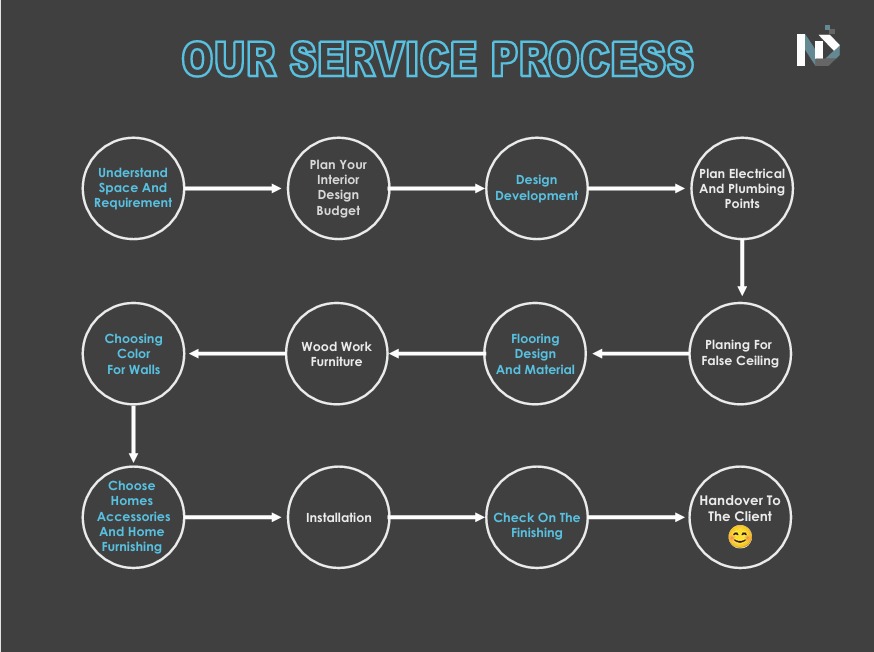 OUR SERVICE PROCESS
Understand
Space And
Requirement
Plan Your
Interior
Design
Budget
Design
Development
Plan Electrical
And Plumbing
Points
Planing For
False Ceiling
Flooring
Design
And Material
Wood Work
Furniture
Choosing
Color
For Walls
Choose
Homes
Accessories
And Home
Furnishing
Installation
Check On The
Finishing
Handover To
The Client
😊